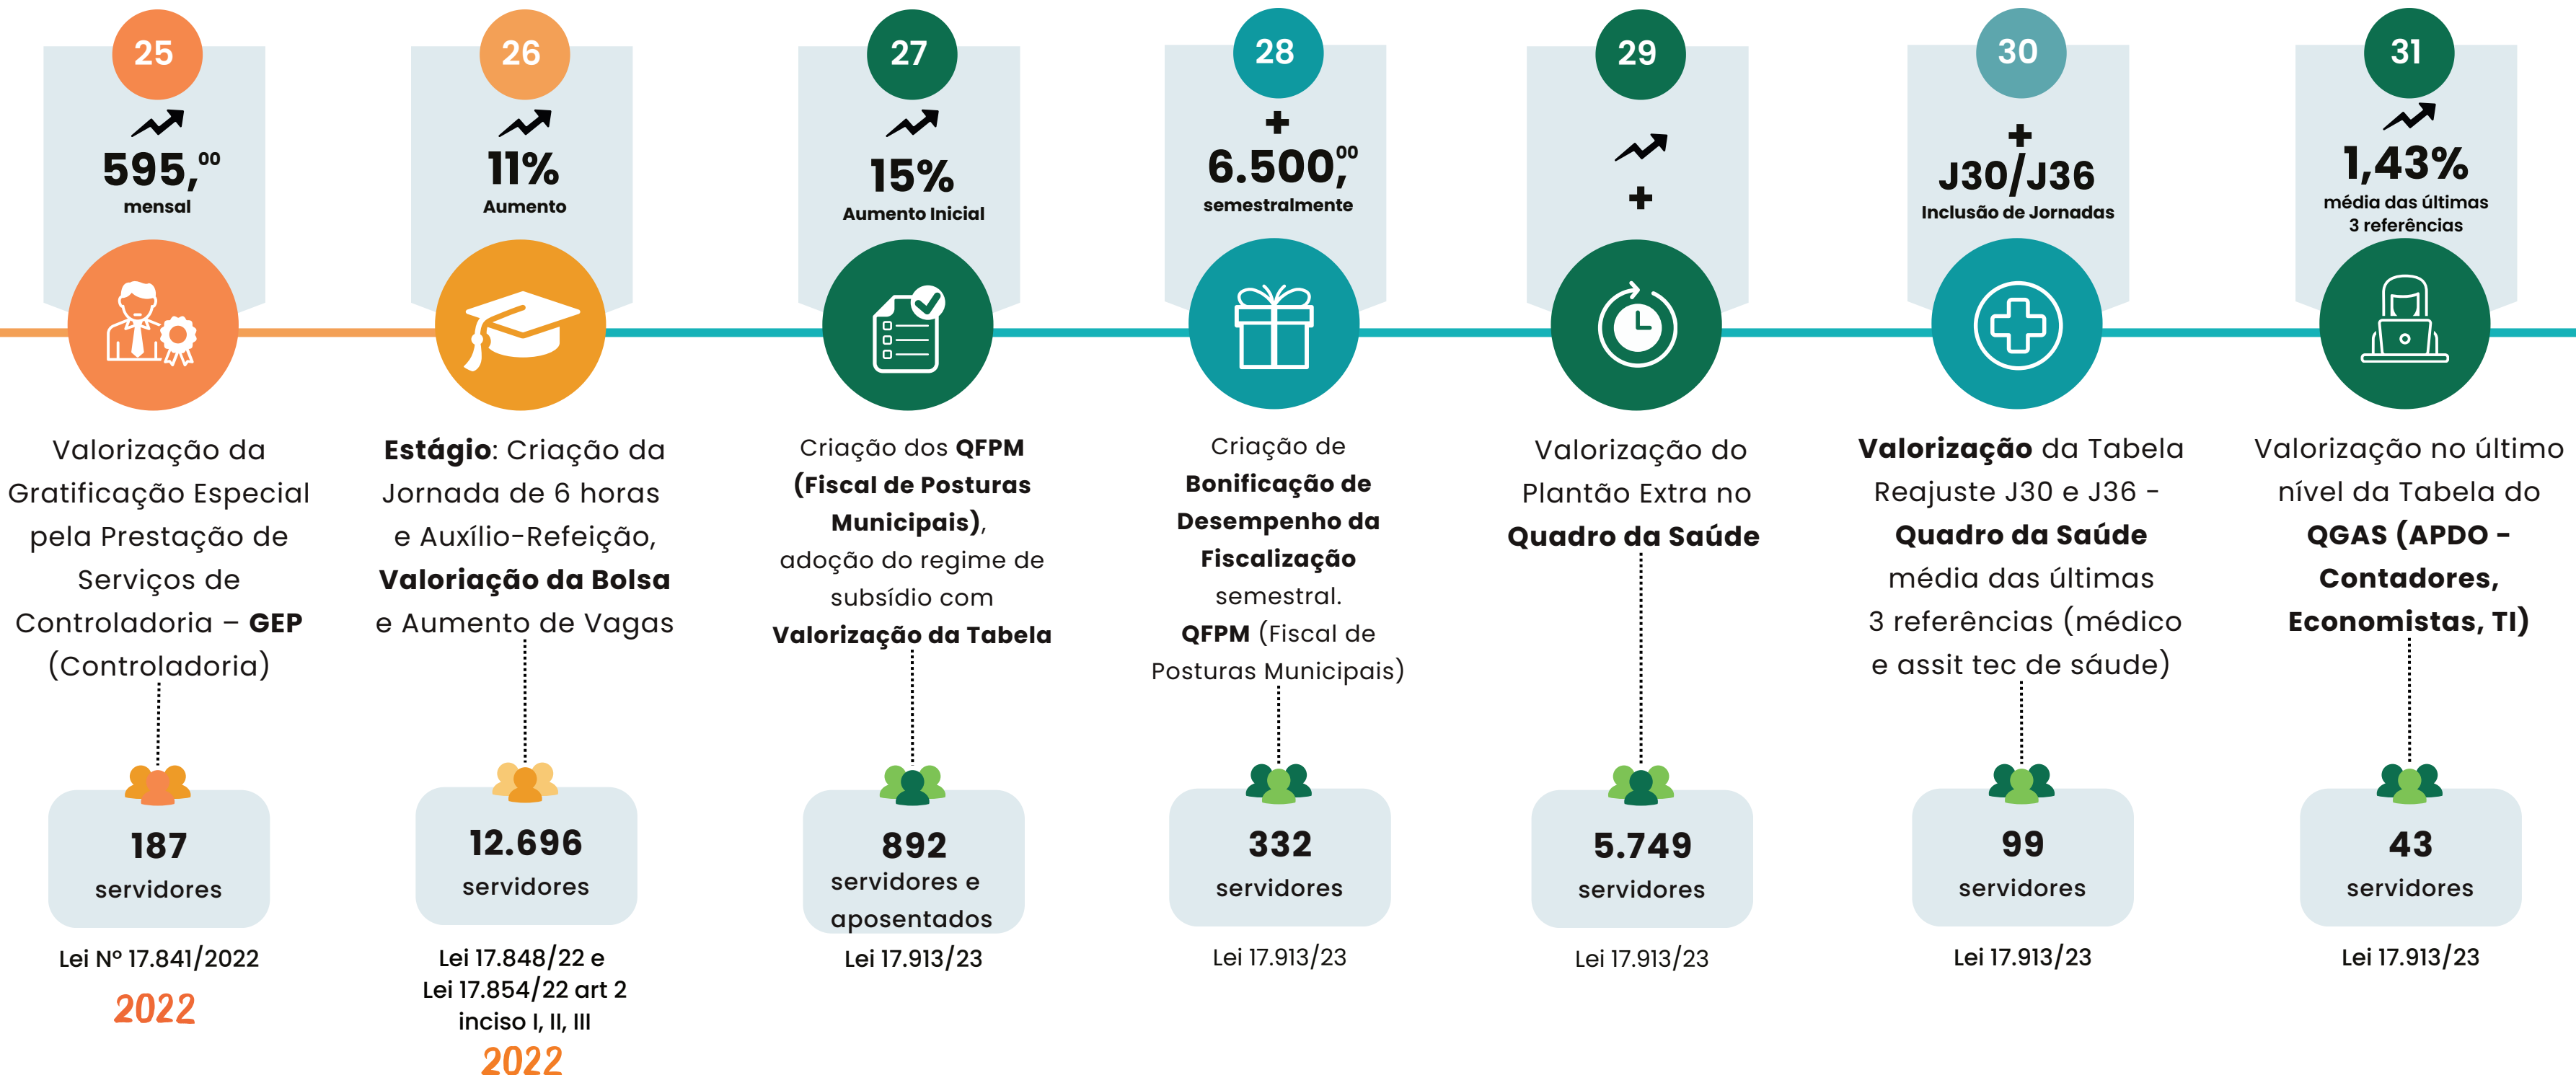 25
595,00
mensal
Valorização da
Gratificação Especial
pela Prestação de
Serviços de
Controladoria – GEP
(Controladoria)
187
servidores
Lei Nº 17.841/2022
2022
26
11%
Aumento
Estágio: Criação da
Jornada de 6 horas
e Auxílio-Refeição,
Valoriação da Bolsa
e Aumento de Vagas
12.696
servidores
Lei 17.848/22 e
Lei 17.854/22 art 2
inciso I, II, III
2022
27
15%
Aumento Inicial
Criação dos QFPM
(Fiscal de Posturas
Municipais),
adoção do regime de
subsídio com
Valorização da Tabela
892
servidores e
aposentados
Lei 17.913/23
28
+
6.500,00
semestralmente
Criação de
Bonificação de
Desempenho da
Fiscalização
semestral.
QFPM (Fiscal de
Posturas Municipais)
332
servidores
Lei 17.913/23
29
+
Valorização do
Plantão Extra no
Quadro da Saúde
5.749
servidores
Lei 17.913/23
30
+
J30/J36
Inclusão de Jornadas
Valorização da Tabela
Reajuste J30 e J36 -
Quadro da Saúde
média das últimas
3 referências (médico
e assit tec de sáude)
99
servidores
Lei 17.913/23
31
1,43%
média das últimas
3 referências
Valorização no último
nível da Tabela do
QGAS (APDO -
Contadores,
Economistas, TI)
43
servidores
Lei 17.913/23